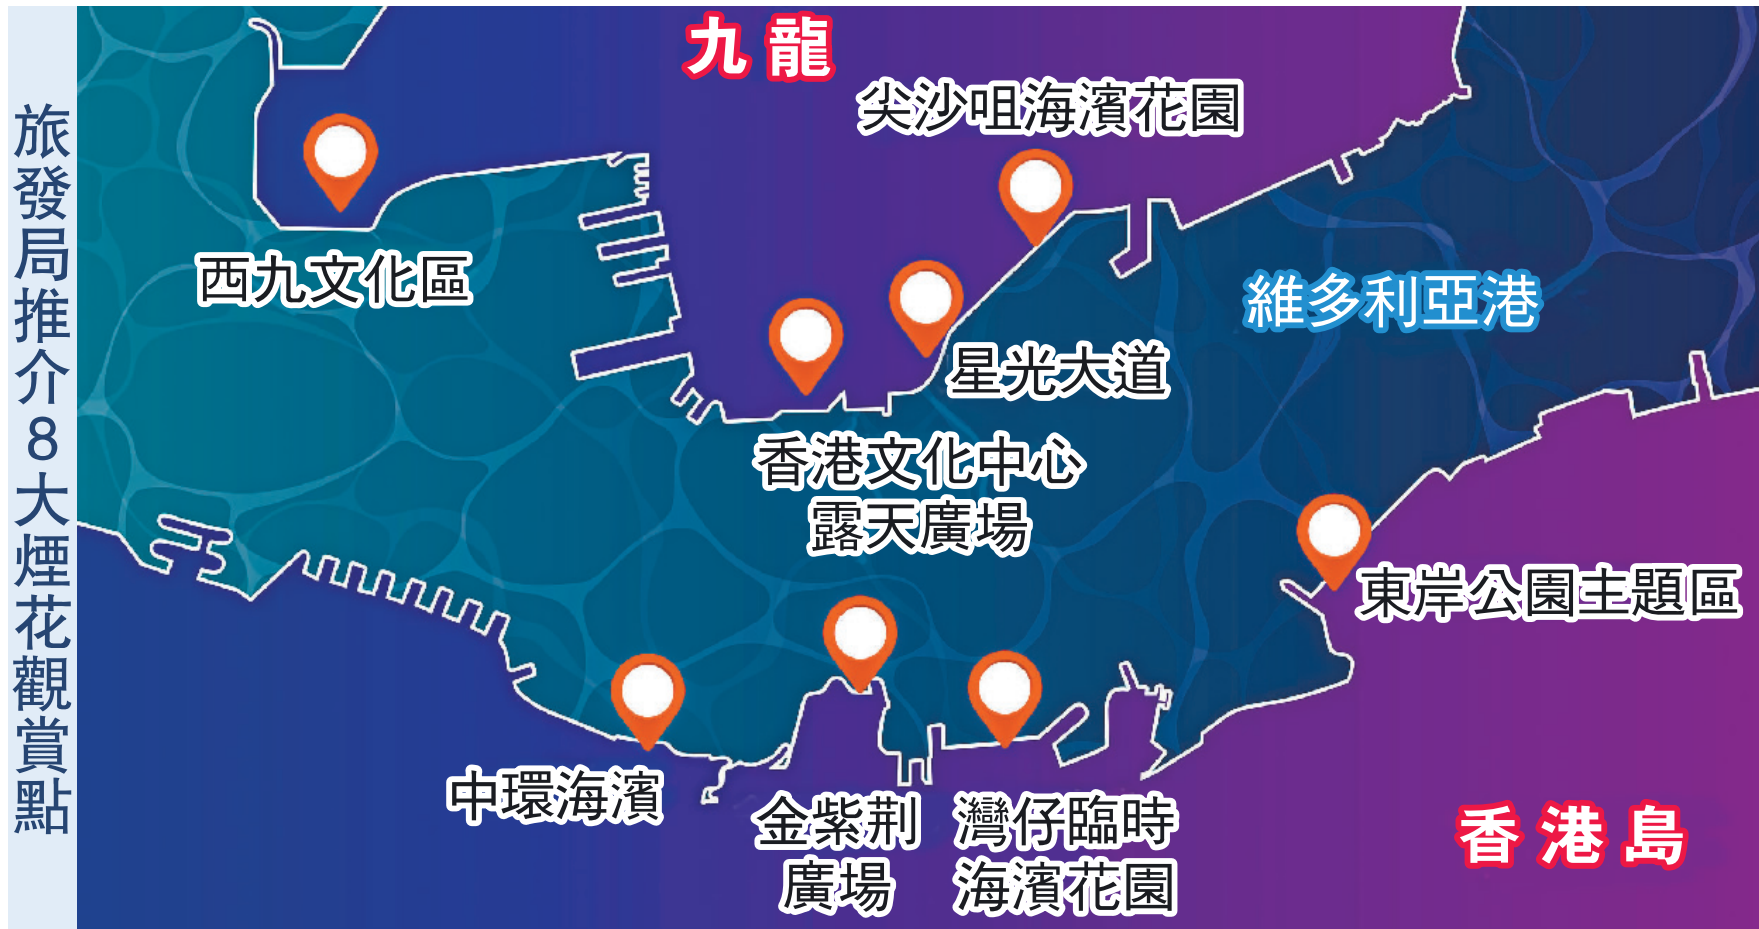 旅發局推介8大煙花觀賞點
九龍
尖沙咀海濱花園
西九文化區
維多利亞港
星光大道
香港文化中心
露天廣場
東岸公園主題區
中環海濱
金紫荆
廣場
灣仔臨時
海濱花園
香港島